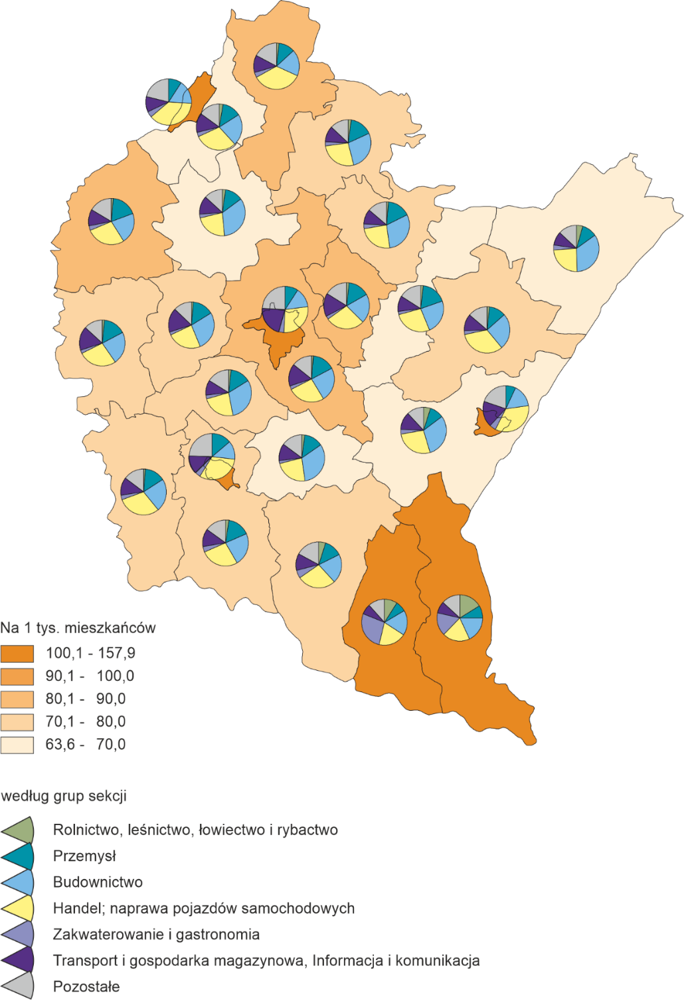 Na 1 tys. mieszkańców
100,1 - 157,9
90,1 - 100,0
80,1 - 90,0
70,1 - 80,0
63,6 - 70,0
według grup sekcji
Rolnictwo, leśnictwo, łowiectwo i rybactwo
Przemysł
Budownictwo
Handel; naprawa pojazdów samochodowych
Zakwaterowanie i gastronomia
Transport i gospodarka magazynowa, Informacja i komunikacja
Pozostałe